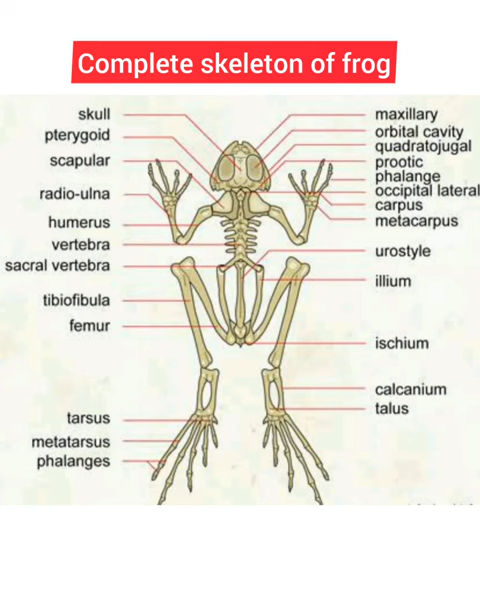 Complete skeleton of frog
skull
pterygoid
scapular
radio-ulna
humerus
vertebra
sacral vertebra
tibiofibula
femur
tarsus
metatarsus
phalanges
maxillary
orbital cavity
quadratojugal
prootic
phalange
occipital lateral
carpus
metacarpus
urostyle
illium
ischium
calcanium
talus